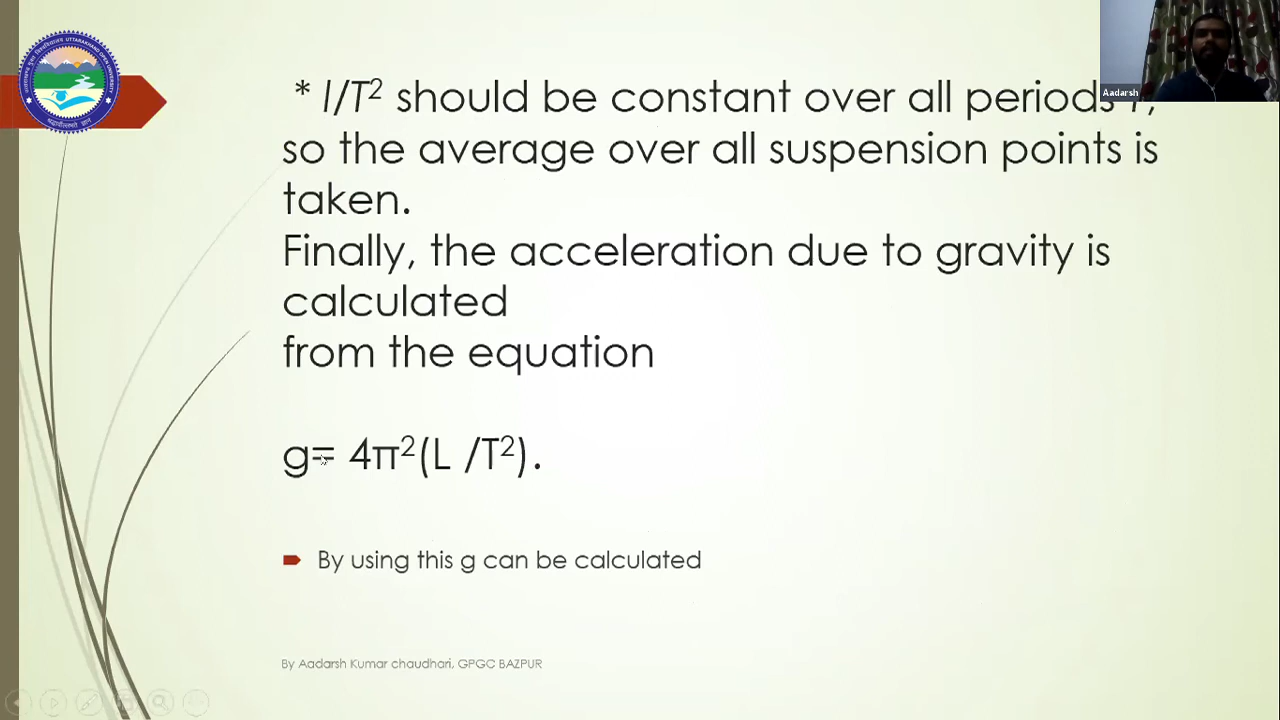 * l/T² should be constant over all periods T,
so the average over all suspension points is
taken.
Finally, the acceleration due to gravity is
calculated
from the equation
g= 4π²(L /T²).
By using this g can be calculated
By Aadarsh Kumar chaudhari, GPGC BAZPUR
Aadarsh